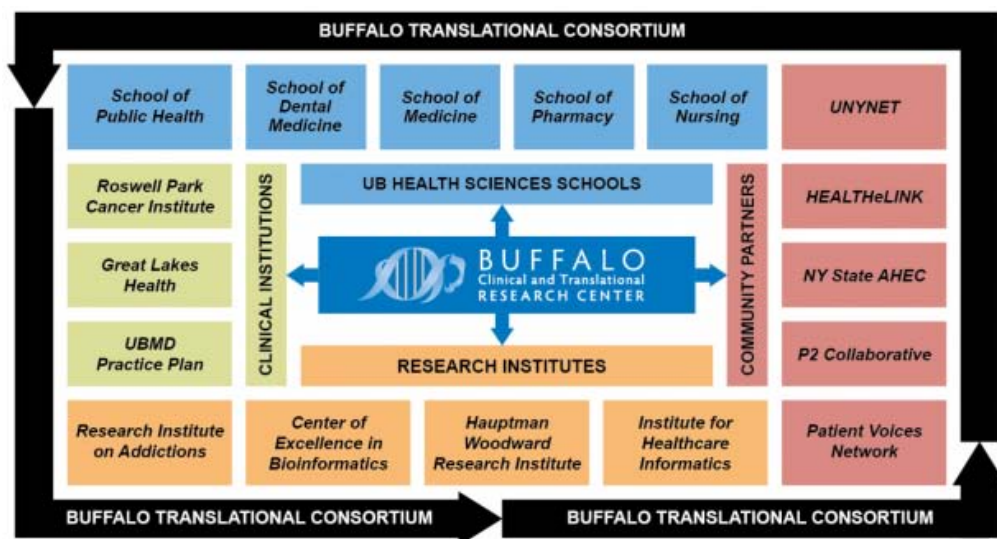 BUFFALO TRANSLATIONAL CONSORTIUM
School of
Public Health
School of
Dental
Medicine
School of
Medicine
School of
Pharmacy
School of
Nursing
UNYNET
Roswell Park
Cancer Institute
Great Lakes
Health
UBMD
Practice Plan
CLINICAL INSTITUTIONS
UB HEALTH SCIENCES SCHOOLS
BUFFALO
Clinical and Translational
RESEARCH CENTER
RESEARCH INSTITUTES
COMMUNITY PARTNERS
HEALTHeLINK
NY State AHEC
P2 Collaborative
Research Institute
on Addictions
Center of
Excellence in
Bioinformatics
Hauptman
Woodward
Research Institute
Institute for
Healthcare
Informatics
Patient Voices
Network
BUFFALO TRANSLATIONAL CONSORTIUM
BUFFALO TRANSLATIONAL CONSORTIUM